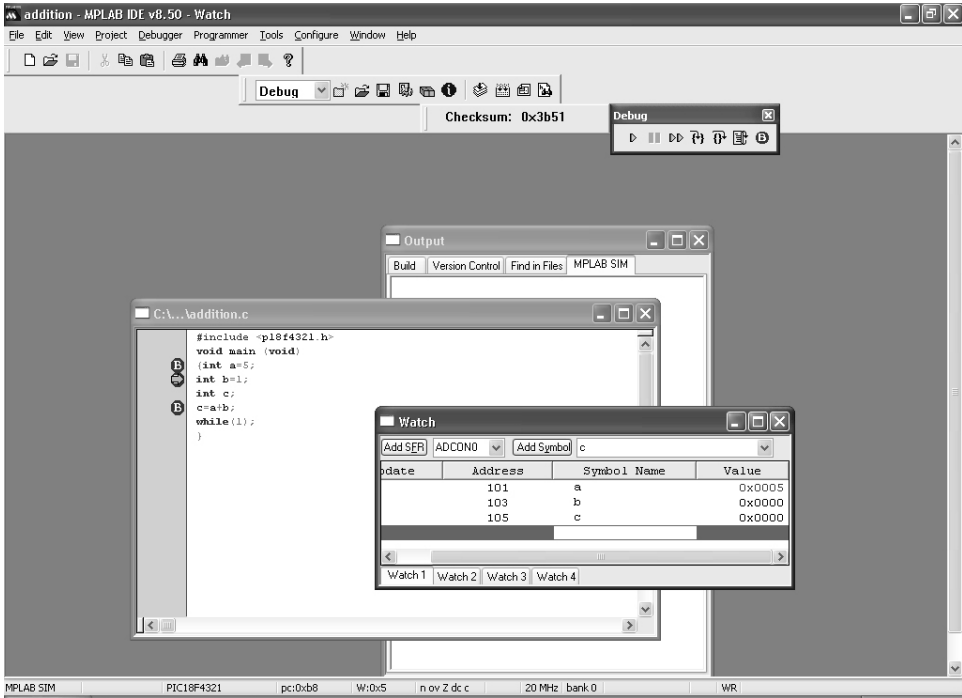 addition - MPLAB IDE v8.50 - Watch
File Edit View Project Debugger Programmer Tools Configure Window Help
Debug
Checksum: 0x3b51
Debug
Output
Build Version Control Find in Files MPLAB SIM
C:\...\addition.c
#include <p18f4321.h>
void main (void)
{int a=5;
B
int b=1;
int c;
B
c=a+b;
while(1);
}
Watch
Add SFR ADCON0 Add Symbol c
pdate Address Symbol Name Value
101 a 0x0005
103 b 0x0000
105 c 0x0000
Watch 1 Watch 2 Watch 3 Watch 4
MPLAB SIM PIC18F4321 pc:0xb8 W:0x5 n ov Z dc c 20 MHz bank 0 WR